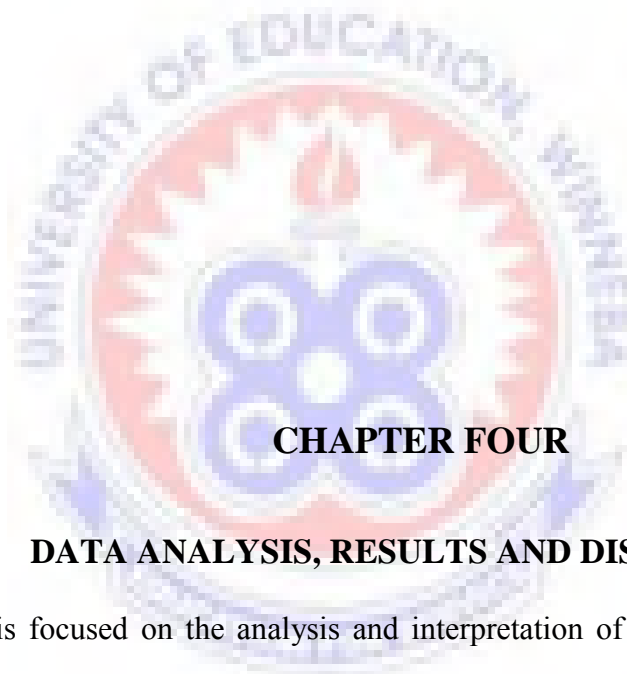 UNIVERSITY OF EDUCATION, WINNEBA
CHAPTER FOUR
DATA ANALYSIS, RESULTS AND DIS
is focused on the analysis and interpretation of